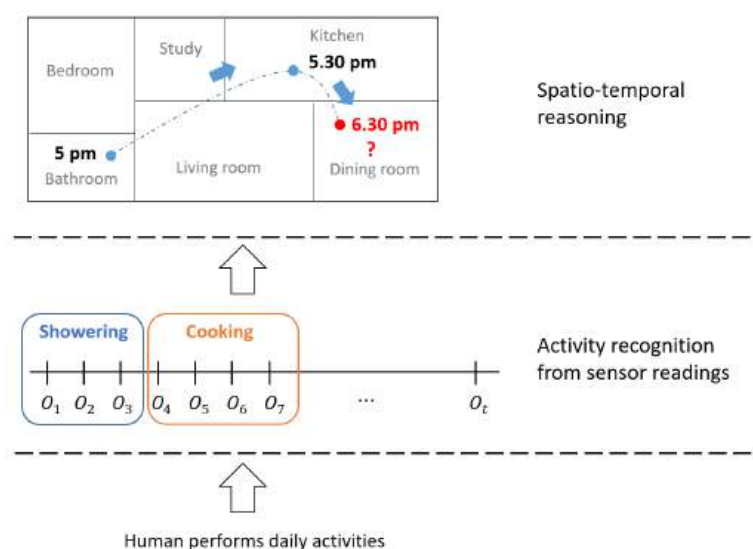 Kitchen
Study
5.30 pm
Bedroom
Spatio-temporal
reasoning
6.30 pm
5 pm
?
Living room
Dining room
Bathroom
Showering
Cooking
Activity recognition
from sensor readings
O₁ O₂ O₃ O₄ O₅ O₆ O₇ ... Oₜ
Human performs daily activities